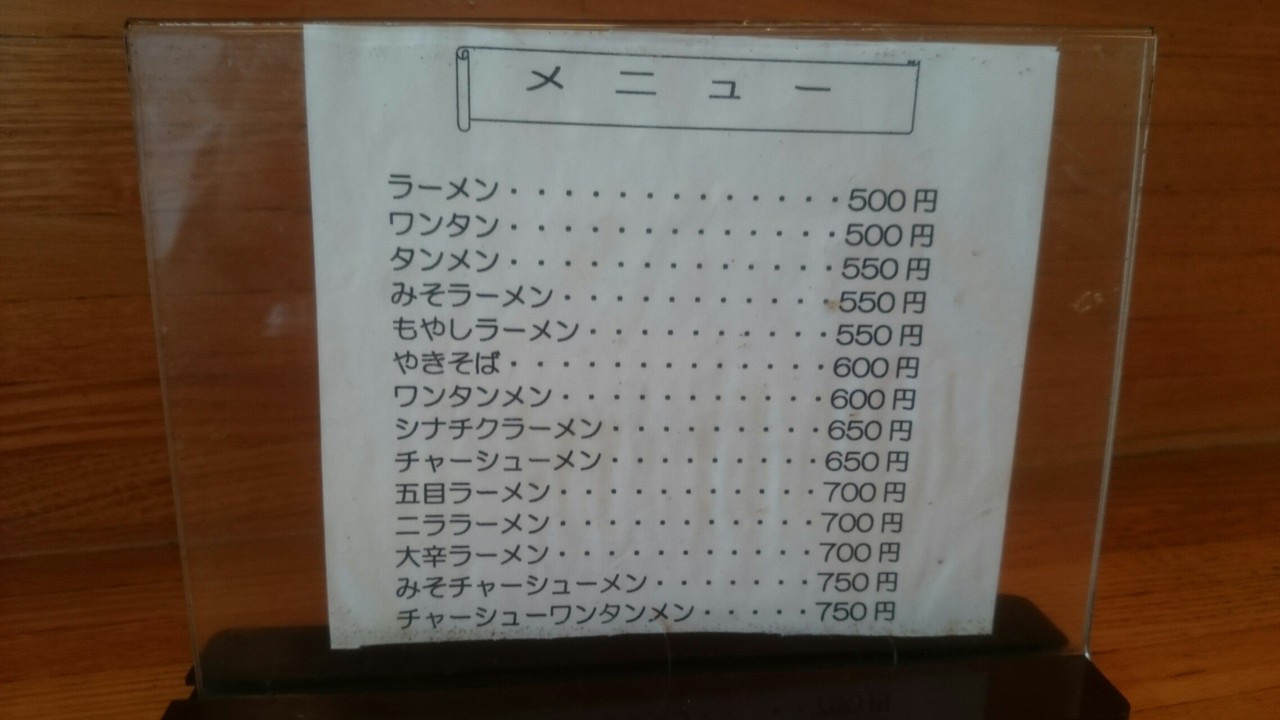 メニュー
ラーメン・・・・・・・・・・・・・500円
ワンタン・・・・・・・・・・・・・500円
タンメン・・・・・・・・・・・・・550円
みそラーメン・・・・・・・・・・・550円
もやしラーメン・・・・・・・・・・550円
やきそば・・・・・・・・・・・・・600円
ワンタンメン・・・・・・・・・・・600円
シナチクラーメン・・・・・・・・・650円
チャーシューメン・・・・・・・・・650円
五目ラーメン・・・・・・・・・・・700円
ニララーメン・・・・・・・・・・・700円
大辛ラーメン・・・・・・・・・・・700円
みそチャーシューメン・・・・・・・750円
チャーシューワンタンメン・・・・・750円